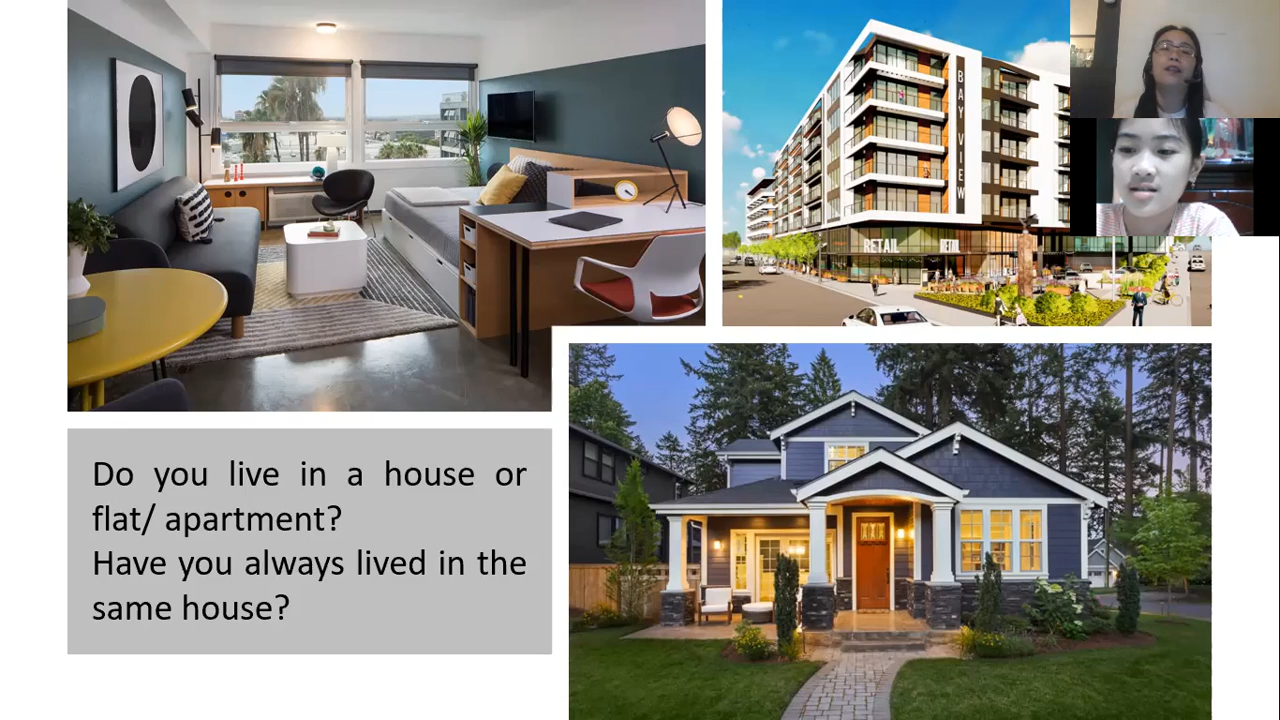 BAY VIEW
RETAIL RETAIL
Do you live in a house or
flat/ apartment?
Have you always lived in the
same house?